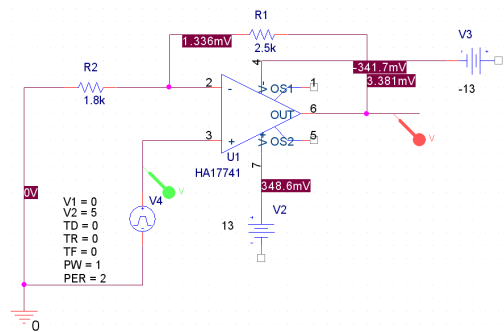 R1
1.336mV
2.5k
V3
4
-341.7mV
3.381mV
-13
R2
1.8k
2
-
V-
OS1
1
OUT
6
V
3
+
V+
OS2
5
U1
HA17741
7
0V
348.6mV
V4
V1 = 0
V2 = 5
TD = 0
TR = 0
TF = 0
PW = 1
PER = 2
V
13
V2
0